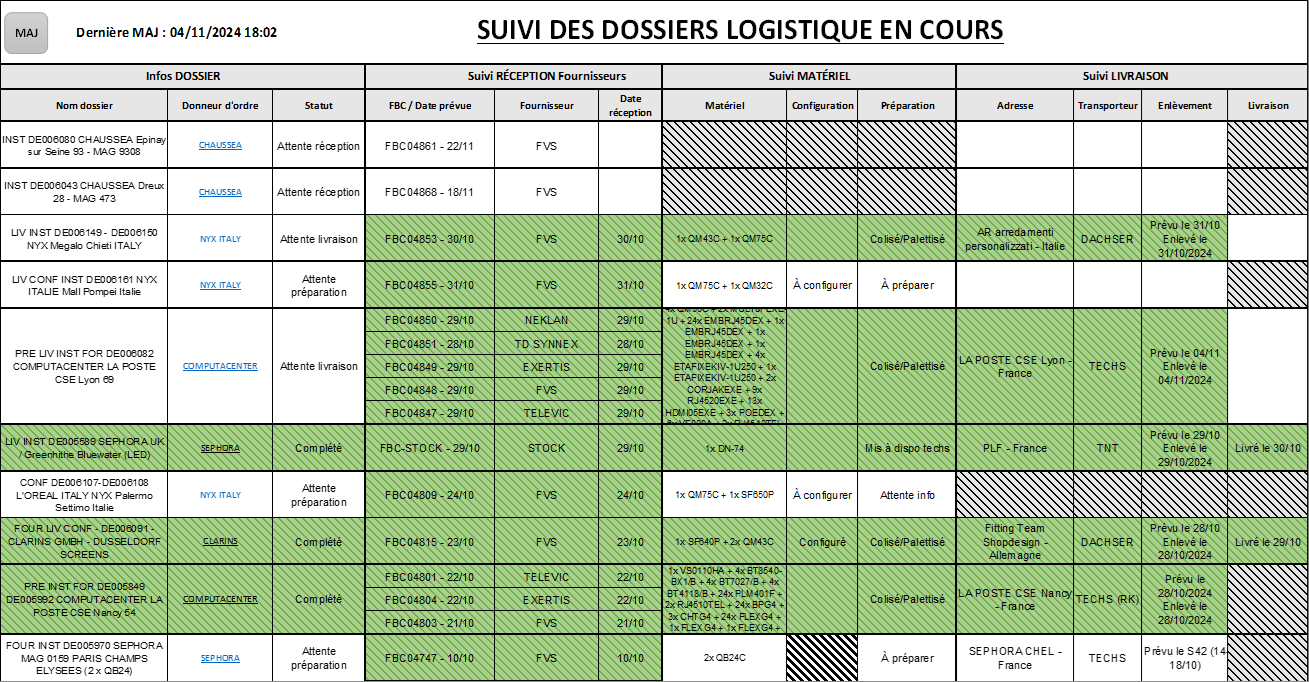 MAJ
Dernière MAJ : 04/11/2024 18:02
SUIVI DES DOSSIERS LOGISTIQUE EN COURS
Infos DOSSIER
Suivi RÉCEPTION Fournisseurs
Suivi MATÉRIEL
Suivi LIVRAISON
Nom dossier
Donneur d'ordre
Statut
FBC / Date prévue
Fournisseur
Date
réception
Matériel
Configuration
Préparation
Adresse
Transporteur
Enlèvement
Livraison
INST DE006080 CHAUSSEA Epinay
sur Seine 93 - MAG 9308
CHAUSSEA
Attente réception
FBC04861 - 22/11
FVS
INST DE006043 CHAUSSEA Dreux
28 - MAG 473
CHAUSSEA
Attente réception
FBC04868 - 18/11
FVS
LIV INST DE006149 - DE006150
NYX Megalo Chieti ITALY
NYX ITALY
Attente livraison
FBC04853 - 30/10
FVS
30/10
1x QM43C + 1x QM75C
Colisé/Palettisé
AR arredamenti
personalizzati - Italie
DACHSER
Prévu le 31/10
Enlevé le
31/10/2024
LIV CONF INST DE006161 NYX
ITALIE Mall Pompei Italie
NYX ITALY
Attente
préparation
FBC04855 - 31/10
FVS
31/10
1x QM75C + 1x QM32C
À configurer
À préparer
PRE LIV INST FOR DE006082
COMPUTACENTER LA POSTE
CSE Lyon 69
COMPUTACENTER
Attente livraison
FBC04850 - 29/10
NEKLAN
29/10
FBC04851 - 28/10
TD SYNNEX
28/10
FBC04849 - 29/10
EXERTIS
29/10
FBC04848 - 29/10
FVS
29/10
FBC04847 - 29/10
TELEVIC
29/10
1U + 24x EMBRJ45DEX + 1x
EMBRJ45DEX + 1x
EMBRJ45DEX + 1x
EMBRJ45DEX + 4x
ETAFIXEKIV-1U250 + 1x
ETAFIXEKIV-1U250 + 2x
CORJAKEXE + 9x
RJ4520EXE + 13x
HDMI05EXE + 3x POEDEX +
Colisé/Palettisé
LA POSTE CSE Lyon -
France
TECHS
Prévu le 04/11
Enlevé le
04/11/2024
LIV INST DE005589 SEPHORA UK
/ Greenhithe Bluewater (LED)
SEPHORA
Complété
FBC-STOCK - 29/10
STOCK
29/10
1x DN-74
Mis à dispo techs
PLF - France
TNT
Prévu le 29/10
Enlevé le
29/10/2024
Livré le 30/10
CONF DE006107-DE006108
L'OREAL ITALY NYX Palermo
Settimo Italie
NYX ITALY
Attente
préparation
FBC04809 - 24/10
FVS
24/10
1x QM75C + 1x SF650P
À configurer
Attente info
FOUR LIV CONF - DE006091 -
CLARINS GMBH - DUSSELDORF
SCREENS
CLARINS
Complété
FBC04815 - 23/10
FVS
23/10
1x SF640P + 2x QM43C
Configuré
Colisé/Palettisé
Fitting Team
Shopdesign -
Allemagne
DACHSER
Prévu le 28/10
Enlevé le
28/10/2024
Livré le 29/10
PRE INST FOR DE005849
DE005992 COMPUTACENTER LA
POSTE CSE Nancy 54
COMPUTACENTER
Complété
FBC04801 - 22/10
TELEVIC
22/10
FBC04804 - 22/10
EXERTIS
22/10
FBC04803 - 21/10
FVS
21/10
1x VS0110HA + 4x BT8540-
BX1/B + 4x BT7027/B + 4x
BT4118/B + 24x PLM401F +
2x RJ4510TEL + 24x BPG4 +
3x CHTG4 + 24x FLEXG4 +
1x FLEXG4 + 1x FLEXG4 +
Colisé/Palettisé
LA POSTE CSE Nancy
- France
TECHS (RK)
Prévu le
28/10/2024
Enlevé le
28/10/2024
FOUR INST DE005970 SEPHORA
MAG 0159 PARIS CHAMPS
ELYSEES (2 x QB24)
SEPHORA
Attente
préparation
FBC04747 - 10/10
FVS
10/10
2x QB24C
À préparer
SEPHORA CHEL -
France
TECHS
Prévu le S42 (14-
18/10)